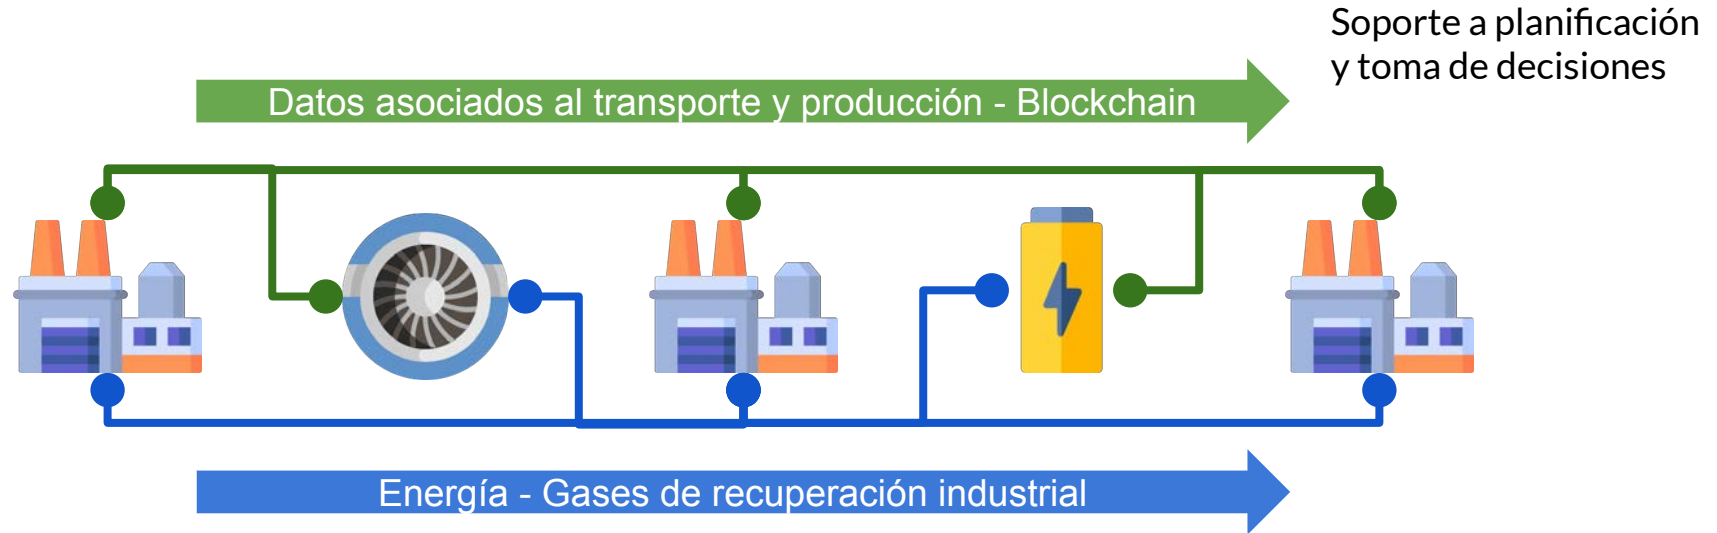 Soporte a planificación
y toma de decisiones
Datos asociados al transporte y producción - Blockchain
Energía - Gases de recuperación industrial